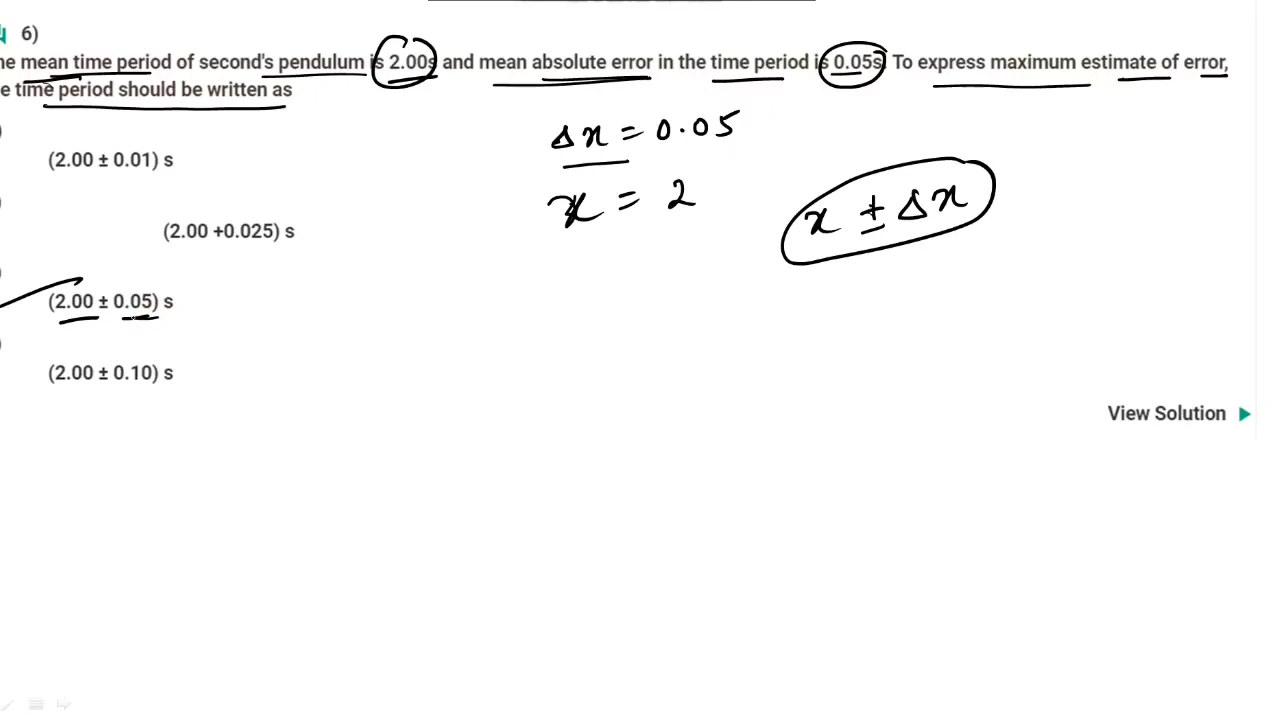 6)
mean time period of second's pendulum is 2.00s and mean absolute error in the time period is 0.05s. To express maximum estimate of error,
time period should be written as
Δx = 0.05
(2.00 ± 0.01) s
x = 2
x ± Δx
(2.00 +0.025) s
(2.00 ± 0.05) s
(2.00 ± 0.10) s
View Solution